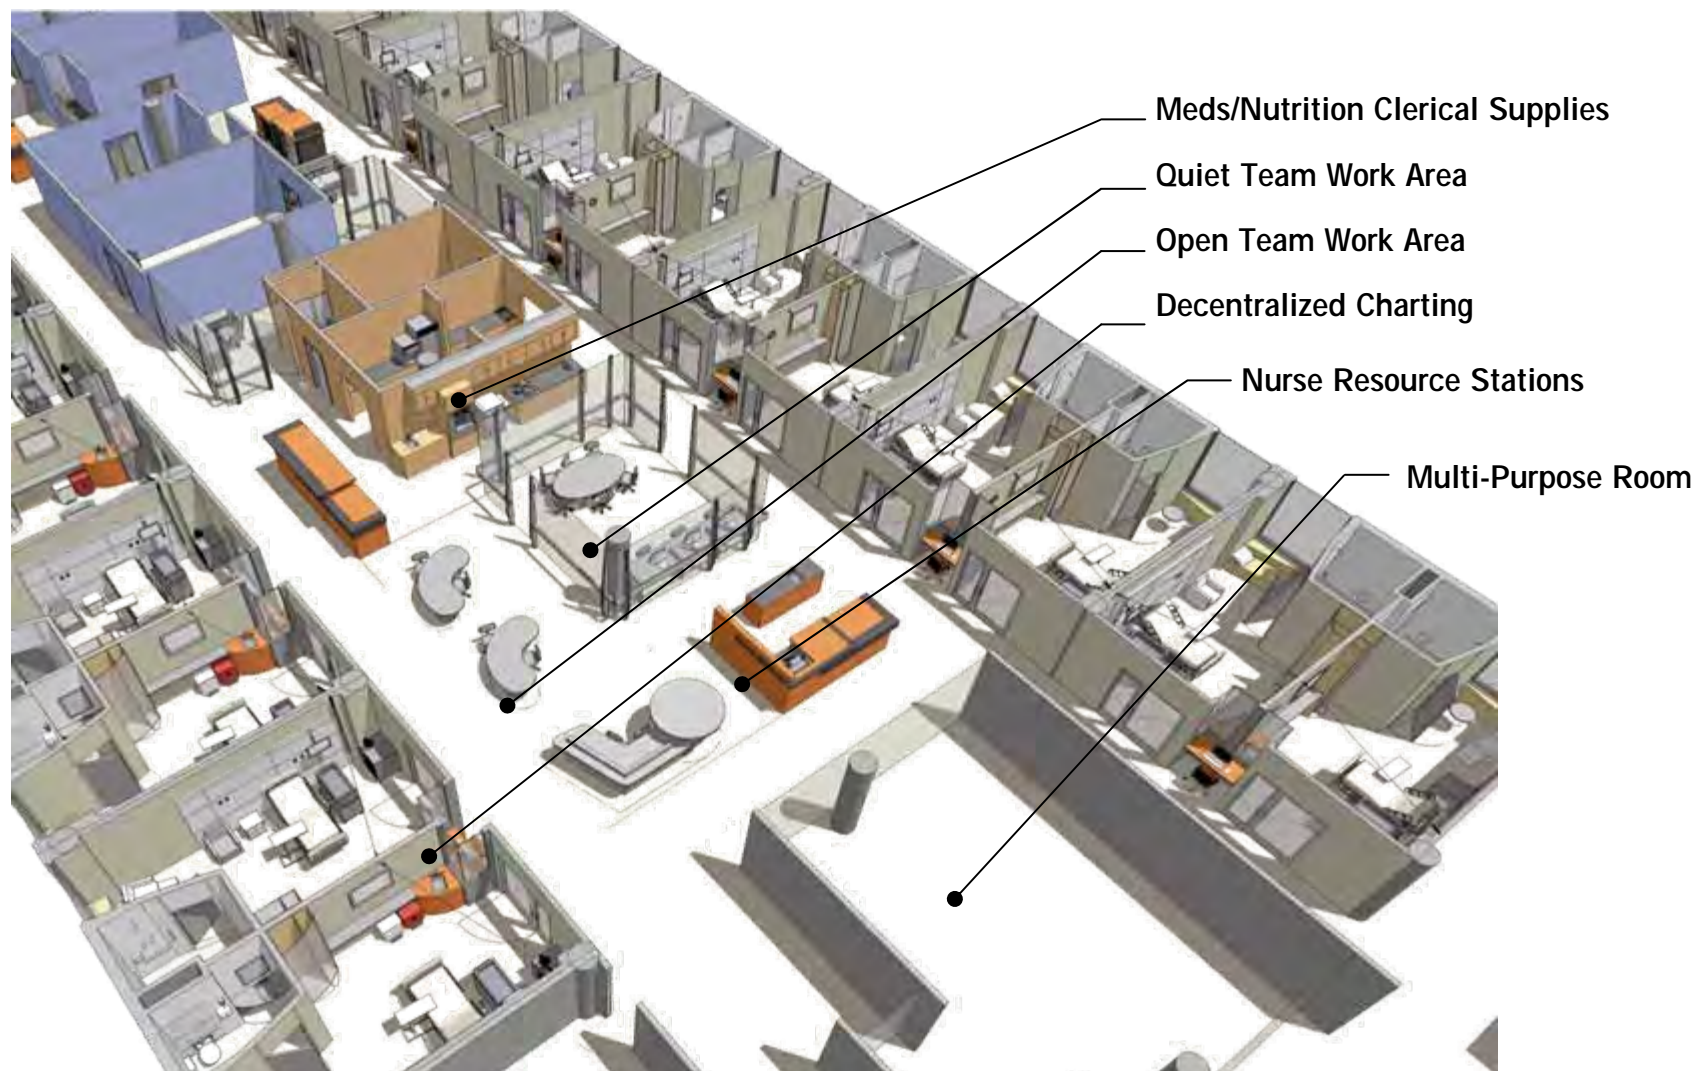 Meds/Nutrition Clerical Supplies
Quiet Team Work Area
Open Team Work Area
Decentralized Charting
Nurse Resource Stations
Multi-Purpose Room